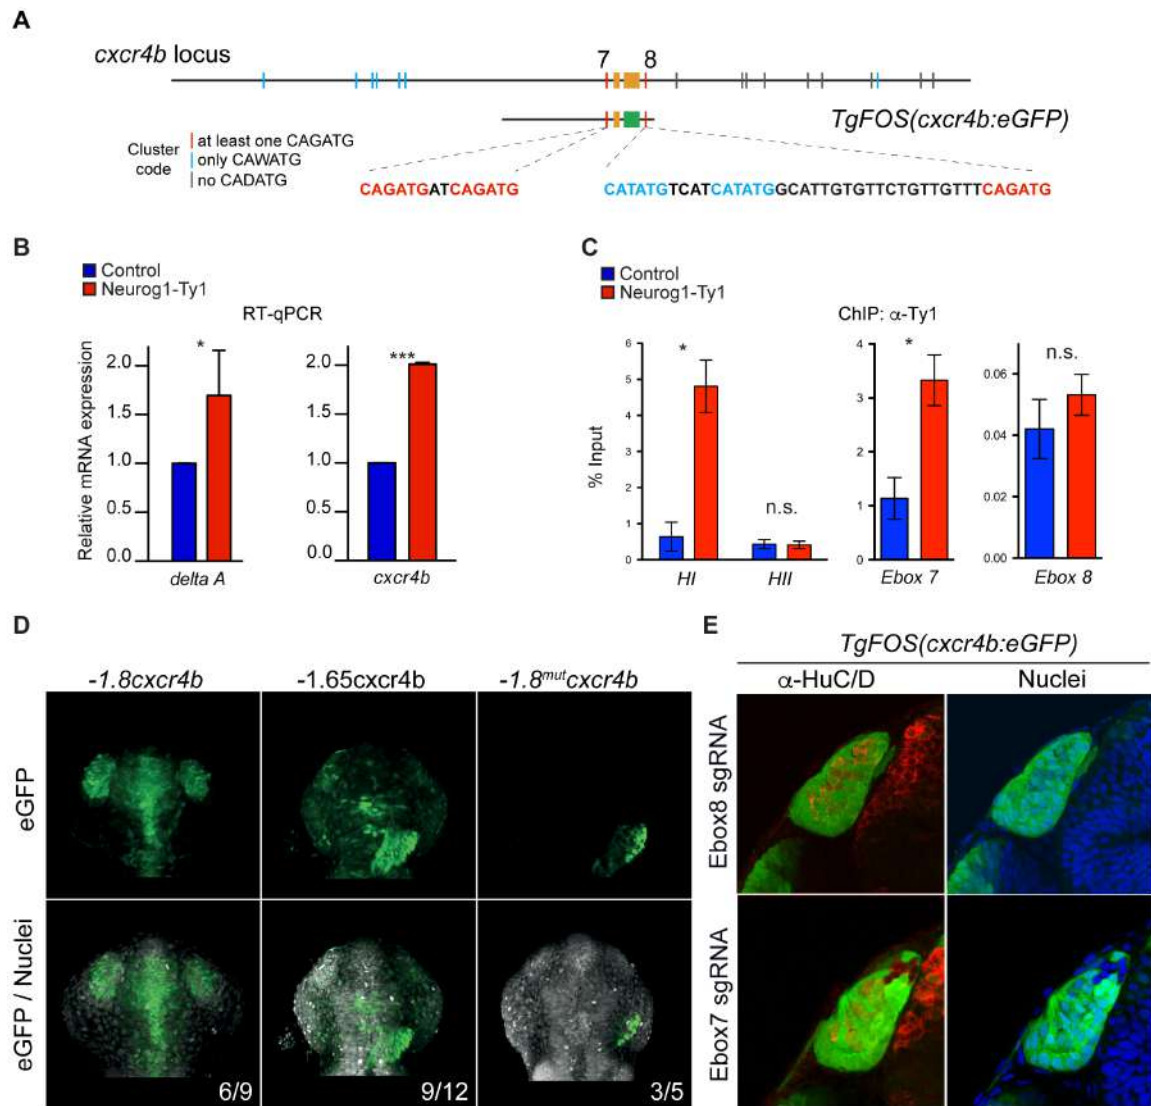 A
cxcr4b locus
7 8
TgFOS(cxcr4b:eGFP)
Cluster code
at least one CAGATG
only CAWATG
no CADATG
CAGATGATCAGATG
CATATGTCATCATATGGCATTGTGTTCTGTTGTTTCAGATG
B
Control
Neurog1-Ty1
RT-qPCR
Relative mRNA expression
2.0
1.5
1.0
0.5
0.0
*
delta A
2.0
1.5
1.0
0.5
0.0
***
cxcr4b
C
Control
Neurog1-Ty1
ChIP: α-Ty1
% Input
6
5
4
3
2
1
0
*
n.s.
HI HII
4
3
2
1
0
*
Ebox 7
0.06
0.04
0.02
0.00
n.s.
Ebox 8
D
-1.8cxcr4b -1.65cxcr4b -1.8mutcxcr4b
eGFP
eGFP / Nuclei
6/9 9/12 3/5
E
TgFOS(cxcr4b:eGFP)
α-HuC/D Nuclei
Ebox8 sgRNA
Ebox7 sgRNA